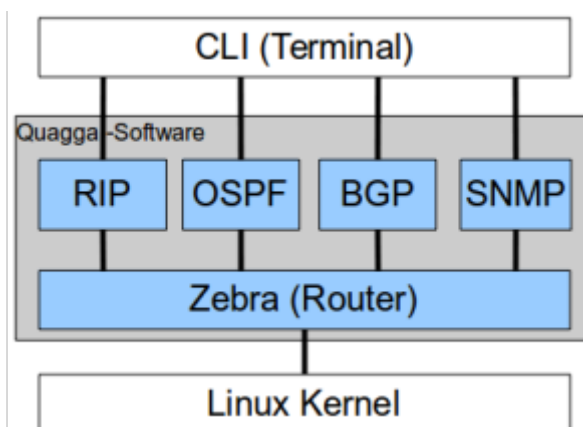 CLI (Terminal)
Quagga -Software
RIP OSPF BGP SNMP
Zebra (Router)
Linux Kernel